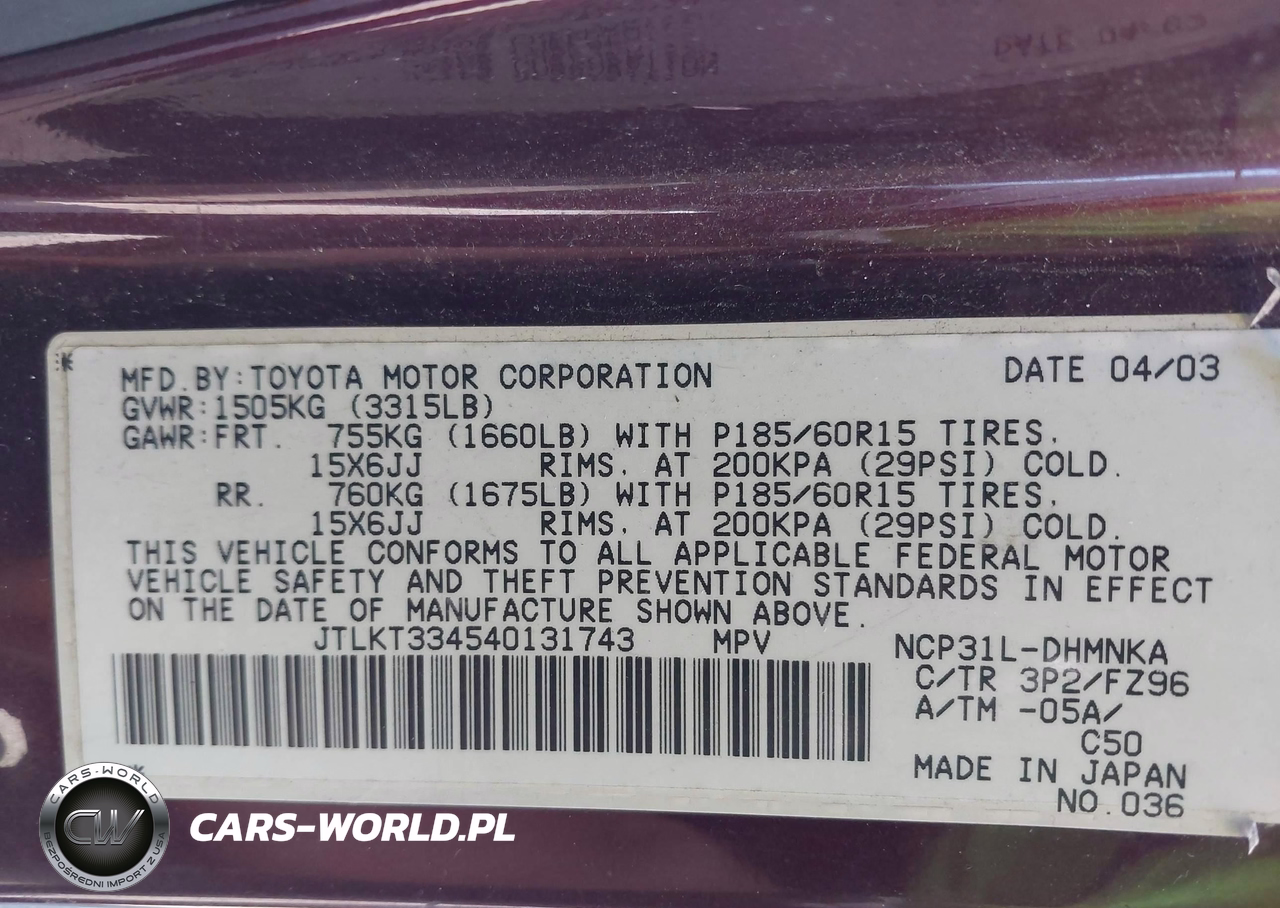 MFD.BY:TOYOTA MOTOR CORPORATION DATE 04/03
GVWR:1505KG (3315LB)
GAWR:FRT. 755KG (1660LB) WITH P185/60R15 TIRES,
15X6JJ RIMS, AT 200KPA (29PSI) COLD.
RR. 760KG (1675LB) WITH P185/60R15 TIRES,
15X6JJ RIMS, AT 200KPA (29PSI) COLD.
THIS VEHICLE CONFORMS TO ALL APPLICABLE FEDERAL MOTOR
VEHICLE SAFETY AND THEFT PREVENTION STANDARDS IN EFFECT
ON THE DATE OF MANUFACTURE SHOWN ABOVE.
JTLKT334540131743 MPV NCP31L-DHMNKA
C/TR 3P2/FZ96
A/TM -05A/
C50
MADE IN JAPAN
NO.036
CARS-WORLD
CW
BEZPOŚREDNI IMPORT Z USA
CARS-WORLD.PL